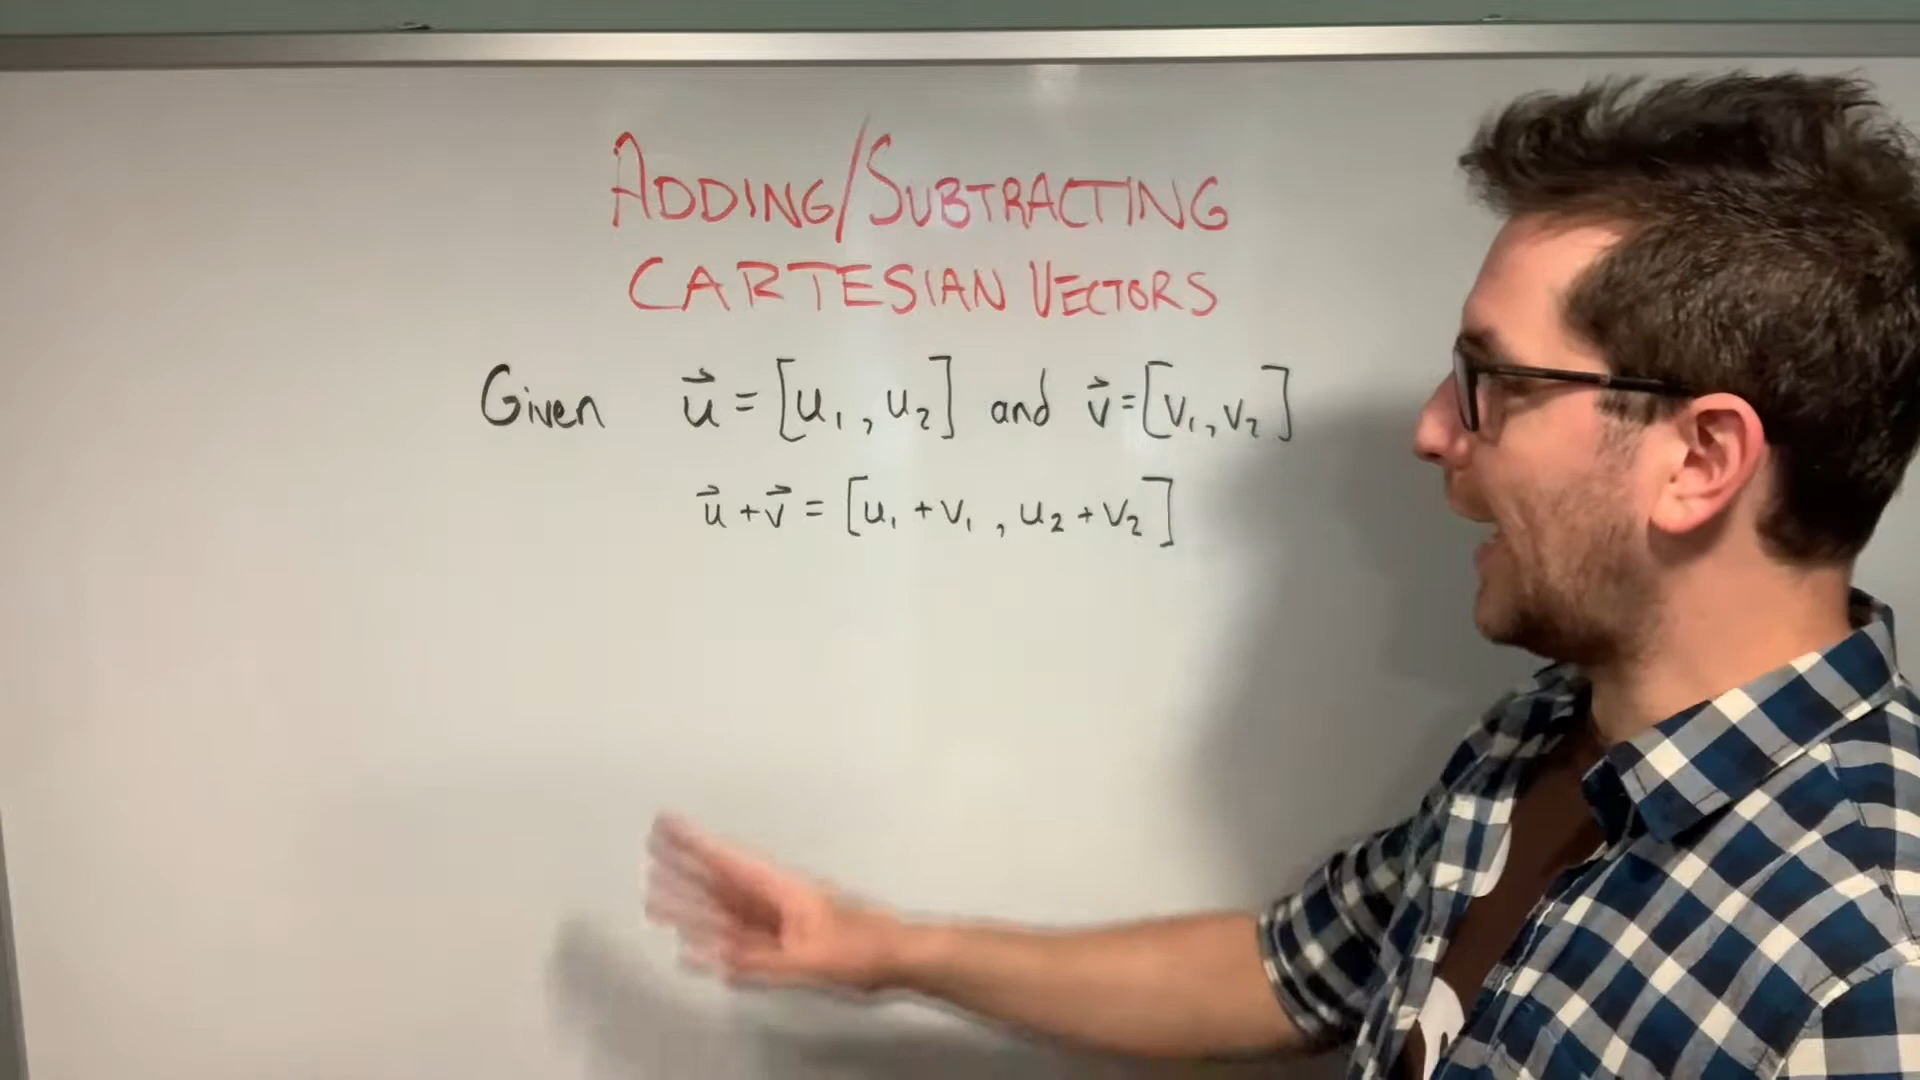 ADDING/SUBTRACTING
CARTESIAN VECTORS
Given u⃗ = [u₁, u₂] and v⃗ = [v₁, v₂]
u⃗ + v⃗ = [u₁ + v₁, u₂ + v₂]